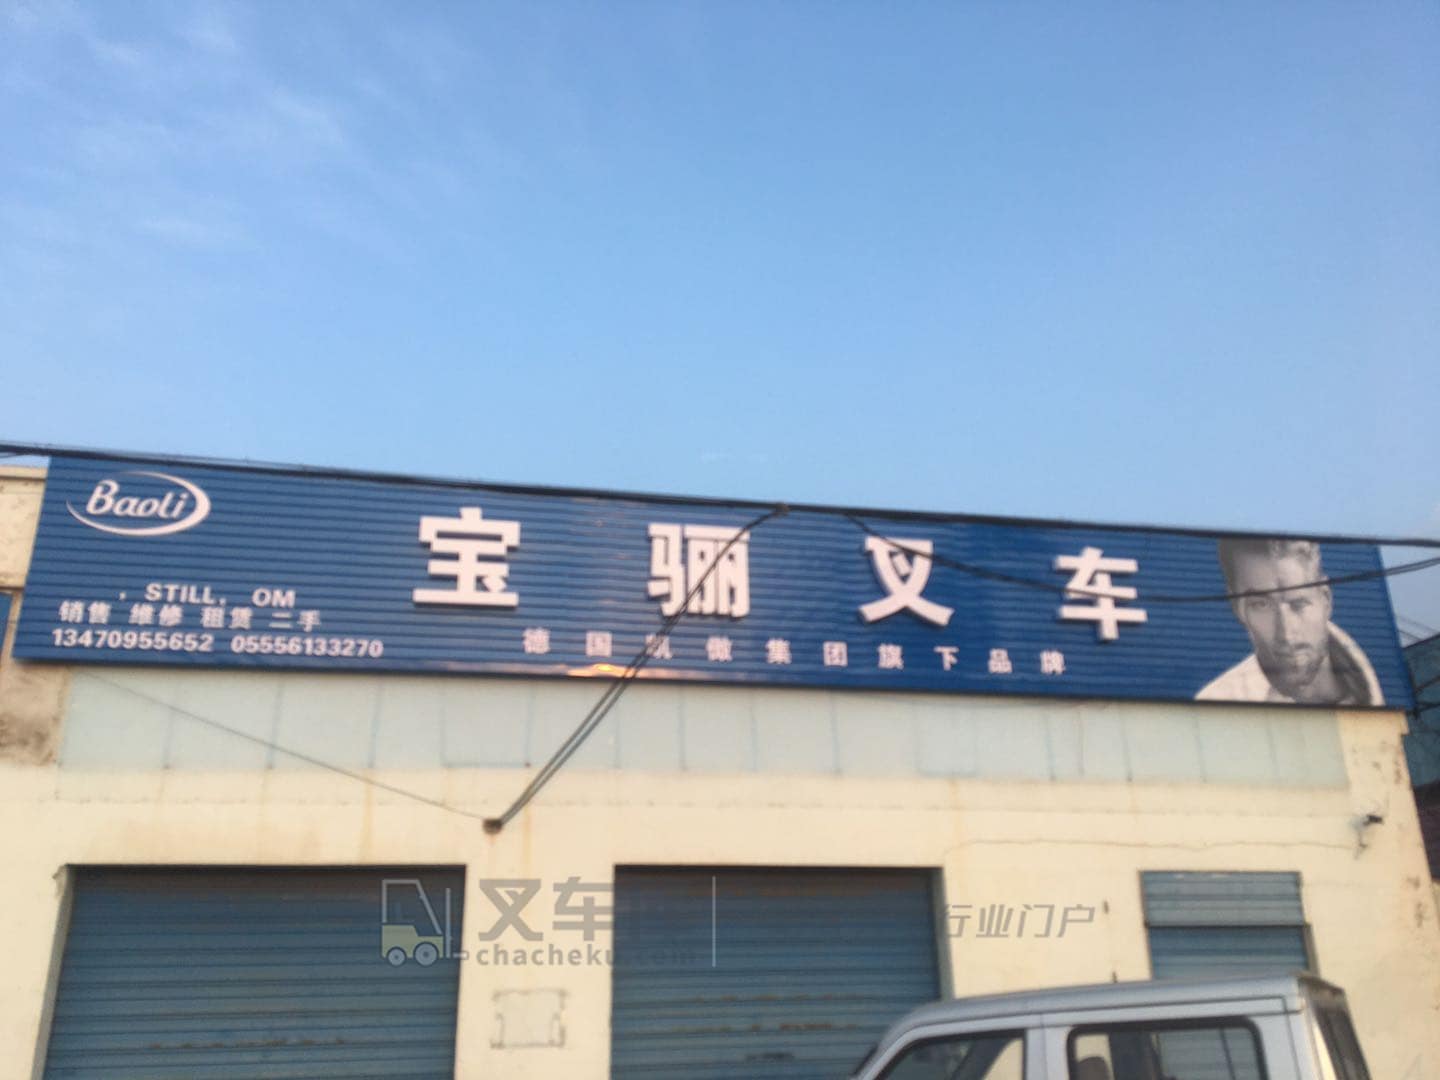 Baoli
宝骊叉车
, STILL, OM
销售 维修 租赁 二手
13470955652 05556133270
德国凯傲集团旗下品牌
叉车
行业门户
chacheku.com